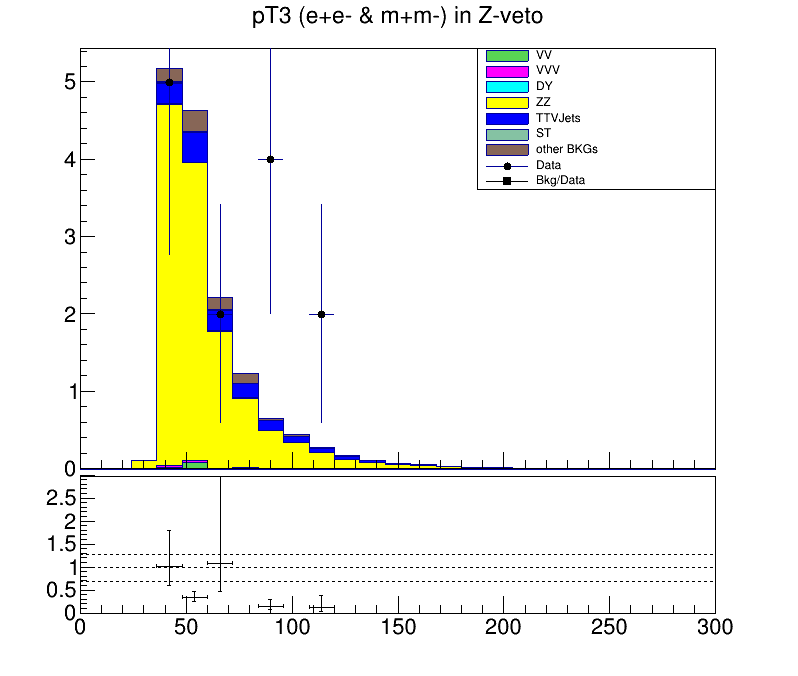 pT3 (e+e- & m+m-) in Z-veto
VV
VVV
DY
ZZ
TTVJets
ST
other BKGs
Data
Bkg/Data
5
4
3
2
1
0
2.5
2
1.5
1
0.5
0
0 50 100 150 200 250 300